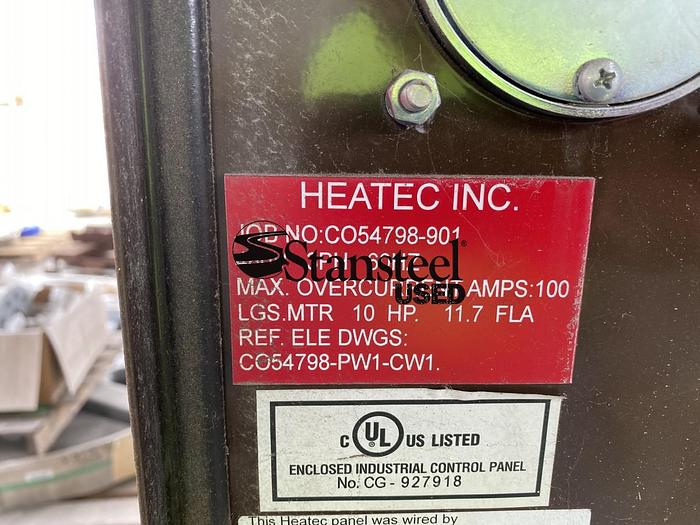 HEATEC INC.
JOB NO:CO54798-901
Stansteel®
USED
MAX. OVERCURRENT AMPS:100
LGS.MTR 10 HP. 11.7 FLA
REF. ELE DWGS:
CO54798-PW1-CW1.
C UL US LISTED
ENCLOSED INDUSTRIAL CONTROL PANEL
No. CG - 927918
This Heatec panel was wired by